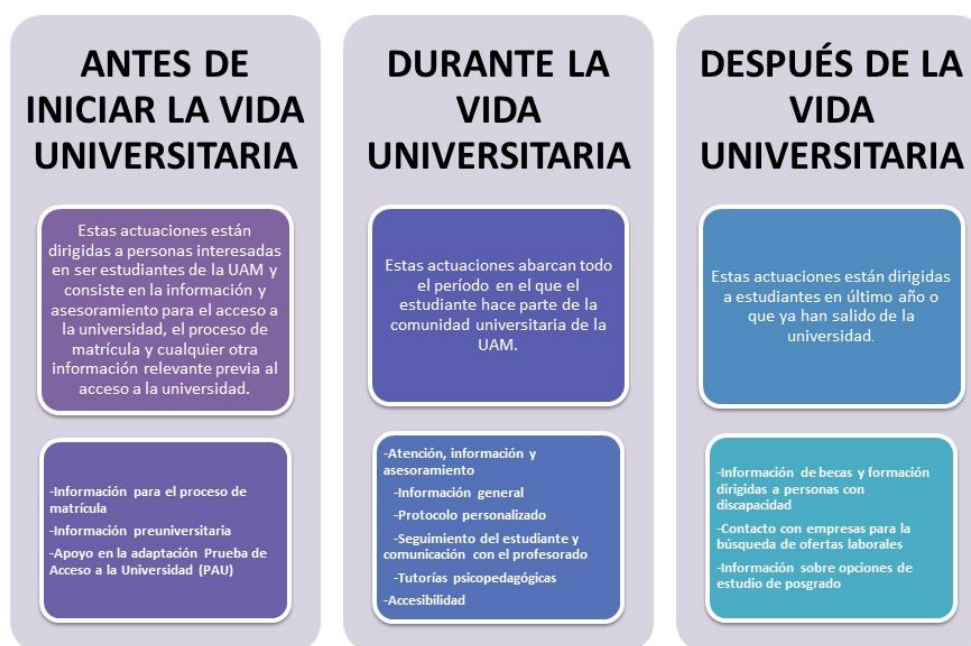 ANTES DE
INICIAR LA VIDA
UNIVERSITARIA
Estas actuaciones están
dirigidas a personas interesadas
en ser estudiantes de la UAM y
consiste en la información y
asesoramiento para el acceso a
la universidad, el proceso de
matrícula y cualquier otra
información relevante previa al
acceso a la universidad.
-Información para el proceso de
matrícula
-Información preuniversitaria
-Apoyo en la adaptación Prueba de
Acceso a la Universidad (PAU)
DURANTE LA
VIDA
UNIVERSITARIA
Estas actuaciones abarcan todo
el período en el que el
estudiante hace parte de la
comunidad universitaria de la
UAM.
-Atención, información y
asesoramiento
-Información general
-Protocolo personalizado
-Seguimiento del estudiante y
comunicación con el profesorado
-Tutorías psicopedagógicas
-Accesibilidad
DESPUÉS DE LA
VIDA
UNIVERSITARIA
Estas actuaciones están dirigidas
a estudiantes en último año o
que ya han salido de la
universidad.
-Información de becas y formación
dirigidas a personas con
discapacidad
-Contacto con empresas para la
búsqueda de ofertas laborales
-Información sobre opciones de
estudio de posgrado